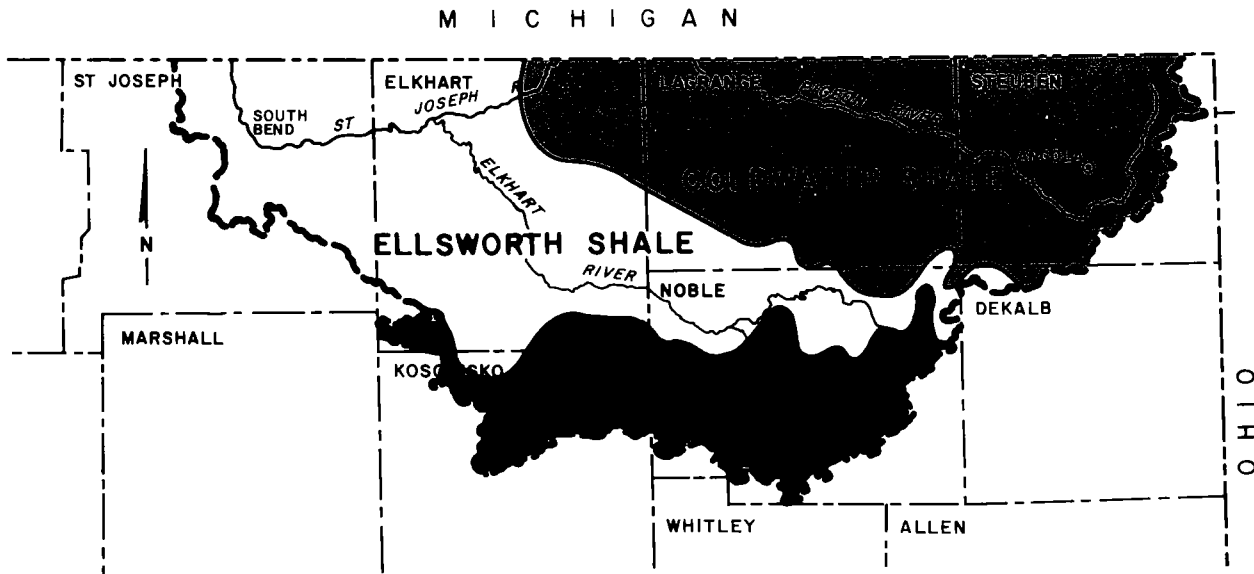 MICHIGAN
ST JOSEPH
ELKHART
LAGRANGE
STEUBEN
SOUTH
BEND
ST
JOSEPH
R
PIGEON RIVER
ANGOLA
ELKHART
COLDWATER SHALE
N
ELLSWORTH SHALE
RIVER
NOBLE
DEKALB
MARSHALL
KOSCIUSKO
OHIO
WHITLEY
ALLEN